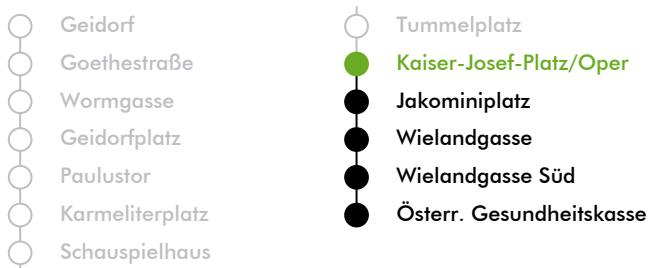 Geidorf
Goethestraße
Wormgasse
Geidorfplatz
Paulustor
Karmeliterplatz
Schauspielhaus
Tummelplatz
Kaiser-Josef-Platz/Oper
Jakominiplatz
Wielandgasse
Wielandgasse Süd
Österr. Gesundheitskasse